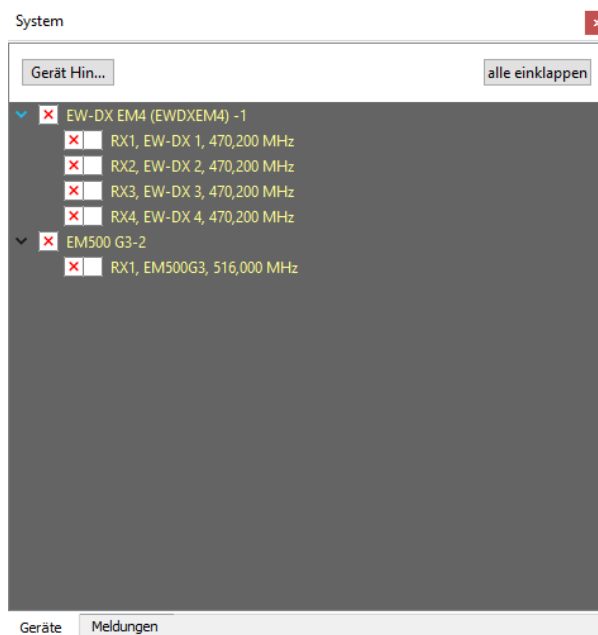 System
Gerät Hin...
alle einklappen
EW-DX EM4 (EWDXEM4) -1
RX1, EW-DX 1, 470,200 MHz
RX2, EW-DX 2, 470,200 MHz
RX3, EW-DX 3, 470,200 MHz
RX4, EW-DX 4, 470,200 MHz
EM500 G3-2
RX1, EM500G3, 516,000 MHz
Geräte
Meldungen